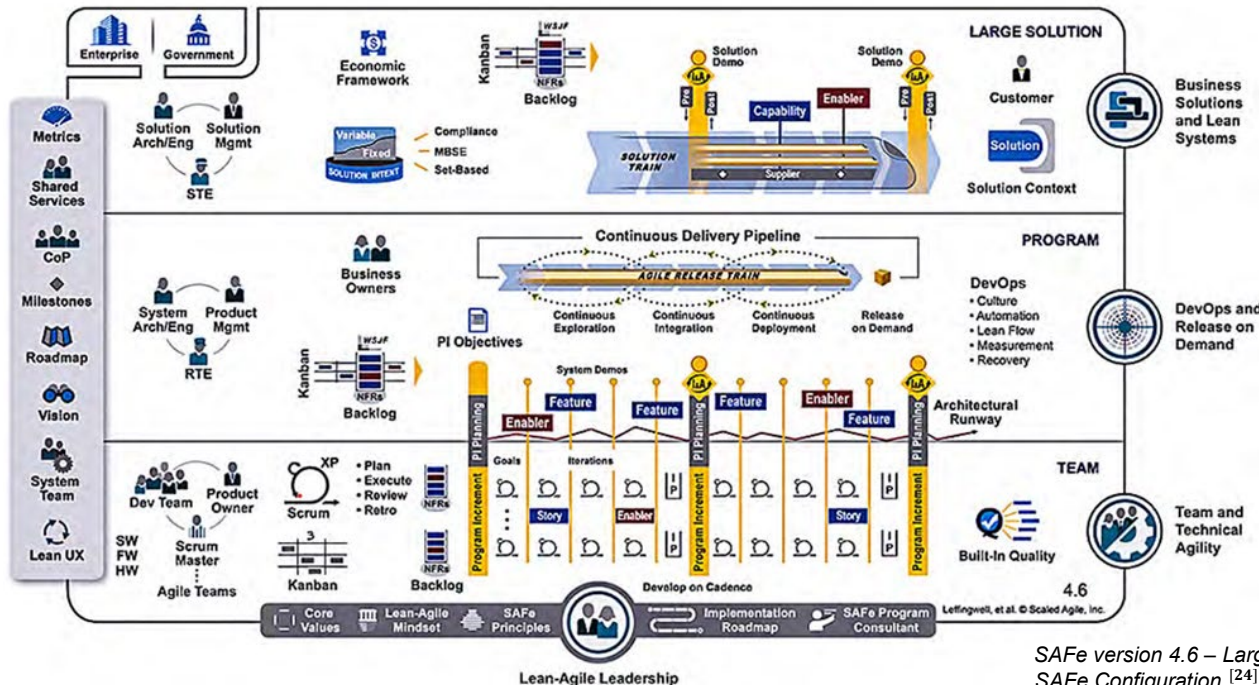 Enterprise
Government
Metrics
Shared
Services
CoP
Milestones
Roadmap
Vision
System
Team
Lean UX
LARGE SOLUTION
Solution
Arch/Eng
Solution
Mgmt
STE
Economic
Framework
Variable
Fixed
SOLUTION INTENT
Compliance
MBSE
Set-Based
Kanban
WSJF
NFRs
Backlog
Solution
Demo
I&A
Pre
Post
Capability
Enabler
Solution
Demo
I&A
Pre
Post
SOLUTION
TRAIN
Supplier
Customer
Solution
Solution Context
Business
Solutions
and Lean
Systems
PROGRAM
System
Arch/Eng
Product
Mgmt
RTE
Business
Owners
Continuous Delivery Pipeline
AGILE RELEASE TRAIN
Continuous
Exploration
Continuous
Integration
Continuous
Deployment
Release
on Demand
DevOps
• Culture
• Automation
• Lean Flow
• Measurement
• Recovery
DevOps and
Release on
Demand
PI Objectives
Kanban
WSJF
NFRs
Backlog
System Demos
Enabler
Feature
Feature
I&A
Feature
Enabler
Feature
I&A
Architectural
Runway
PI Planning
PI Planning
PI Planning
TEAM
Dev Team
Product
Owner
Scrum
Master
Agile Teams
SW
FW
HW
XP
Scrum
• Plan
• Execute
• Review
• Retro
3
Kanban
NFRs
NFRs
Backlog
Program Increment
Goals
Iterations
Story
Enabler
I
P
I
P
Program Increment
Story
I
P
I
P
Program Increment
Develop on Cadence
Built-In Quality
Team and
Technical
Agility
4.6
Leffingwell, et al. © Scaled Agile, Inc.
Core
Values
Lean-Agile
Mindset
SAFe
Principles
Implementation
Roadmap
SAFe Program
Consultant
Lean-Agile Leadership
SAFe version 4.6 – Larg
SAFe Configuration [24]